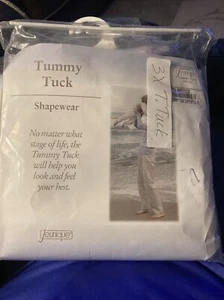 Tummy
Tuck
Shapewear
No matter what
stage of life, the
Tummy Tuck
will help you
look and feel
your best.
Jeunique
3X T.Tuck